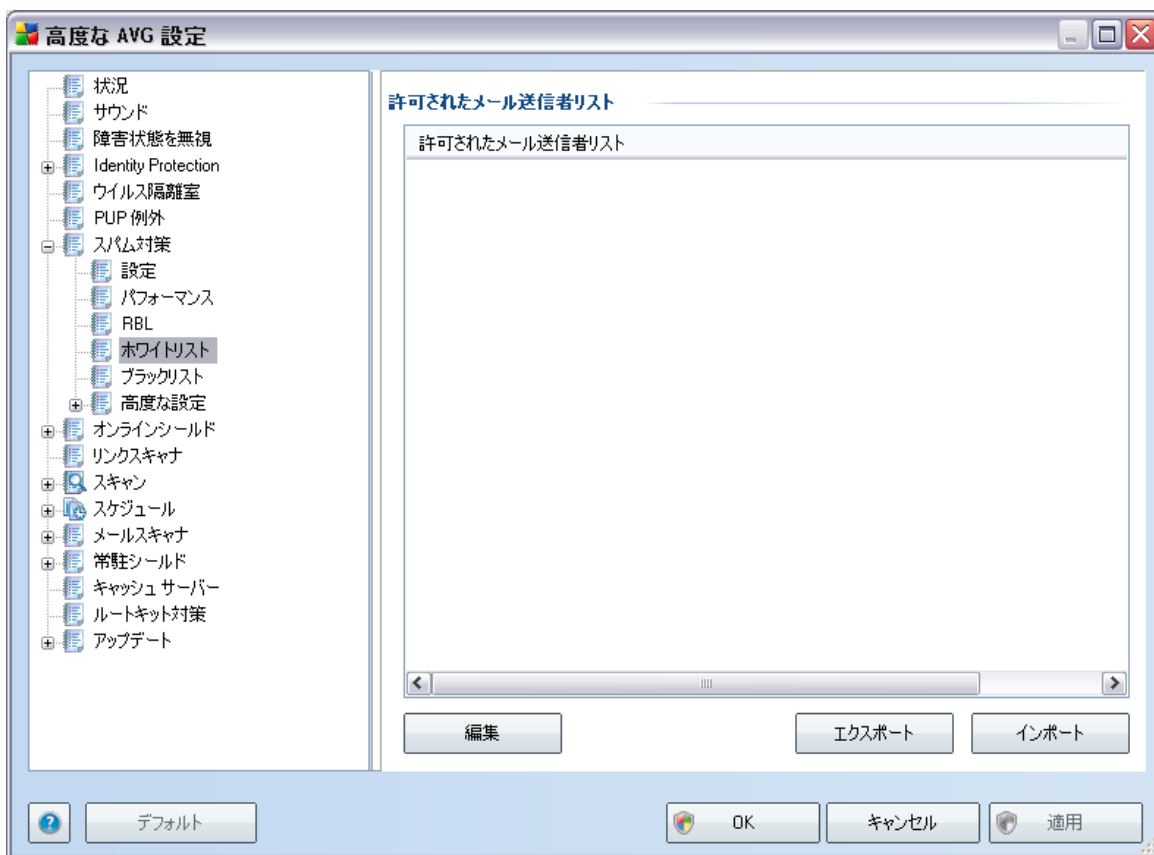 高度な AVG 設定
状況
サウンド
障害状態を無視
Identity Protection
ウイルス隔離室
PUP 例外
スパム対策
設定
パフォーマンス
RBL
ホワイトリスト
ブラックリスト
高度な設定
オンラインシールド
リンクスキャナ
スキャン
スケジュール
メールスキャナ
常駐シールド
キャッシュ サーバー
ルートキット対策
アップデート
許可されたメール送信者リスト
許可されたメール送信者リスト
編集
エクスポート
インポート
デフォルト
OK
キャンセル
適用